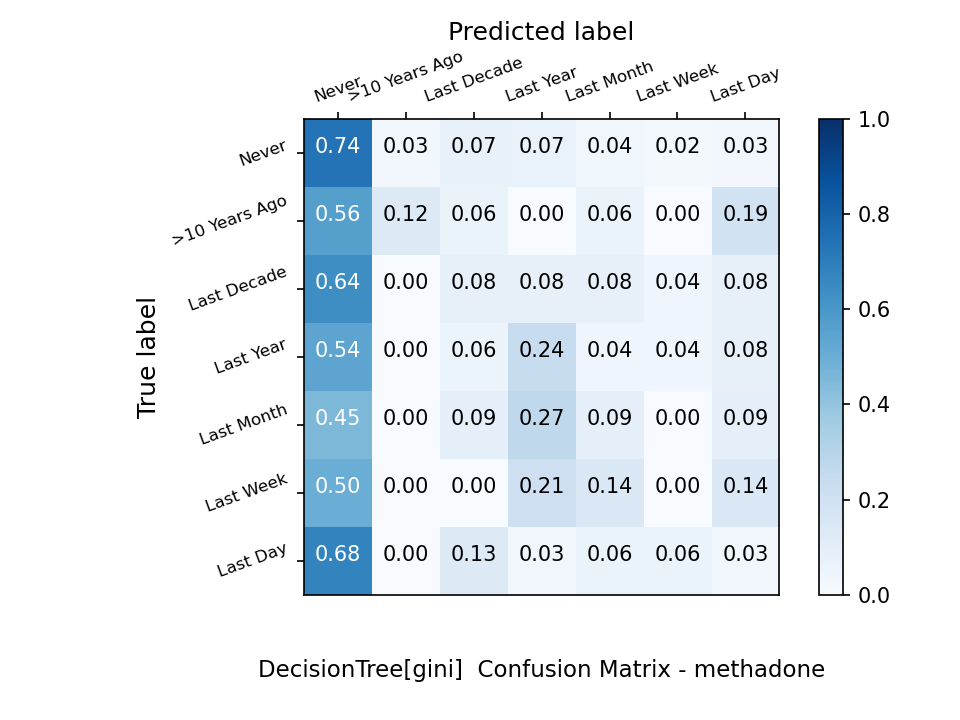 Predicted label
Never >10 Years Ago Last Decade Last Year Last Month Last Week Last Day
Never 0.74 0.03 0.07 0.07 0.04 0.02 0.03
>10 Years Ago 0.56 0.12 0.06 0.00 0.06 0.00 0.19
Last Decade 0.64 0.00 0.08 0.08 0.08 0.04 0.08
Last Year 0.54 0.00 0.06 0.24 0.04 0.04 0.08
Last Month 0.45 0.00 0.09 0.27 0.09 0.00 0.09
Last Week 0.50 0.00 0.00 0.21 0.14 0.00 0.14
Last Day 0.68 0.00 0.13 0.03 0.06 0.06 0.03
True label
1.0
0.8
0.6
0.4
0.2
0.0
DecisionTree[gini]  Confusion Matrix - methadone